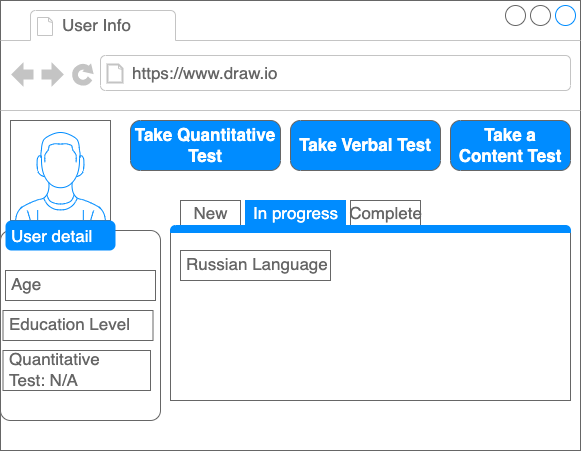 User Info
https://www.draw.io
Take Quantitative
Test
Take Verbal Test
Take a
Content Test
User detail
Age
Education Level
Quantitative
Test: N/A
New
In progress
Complete
Russian Language